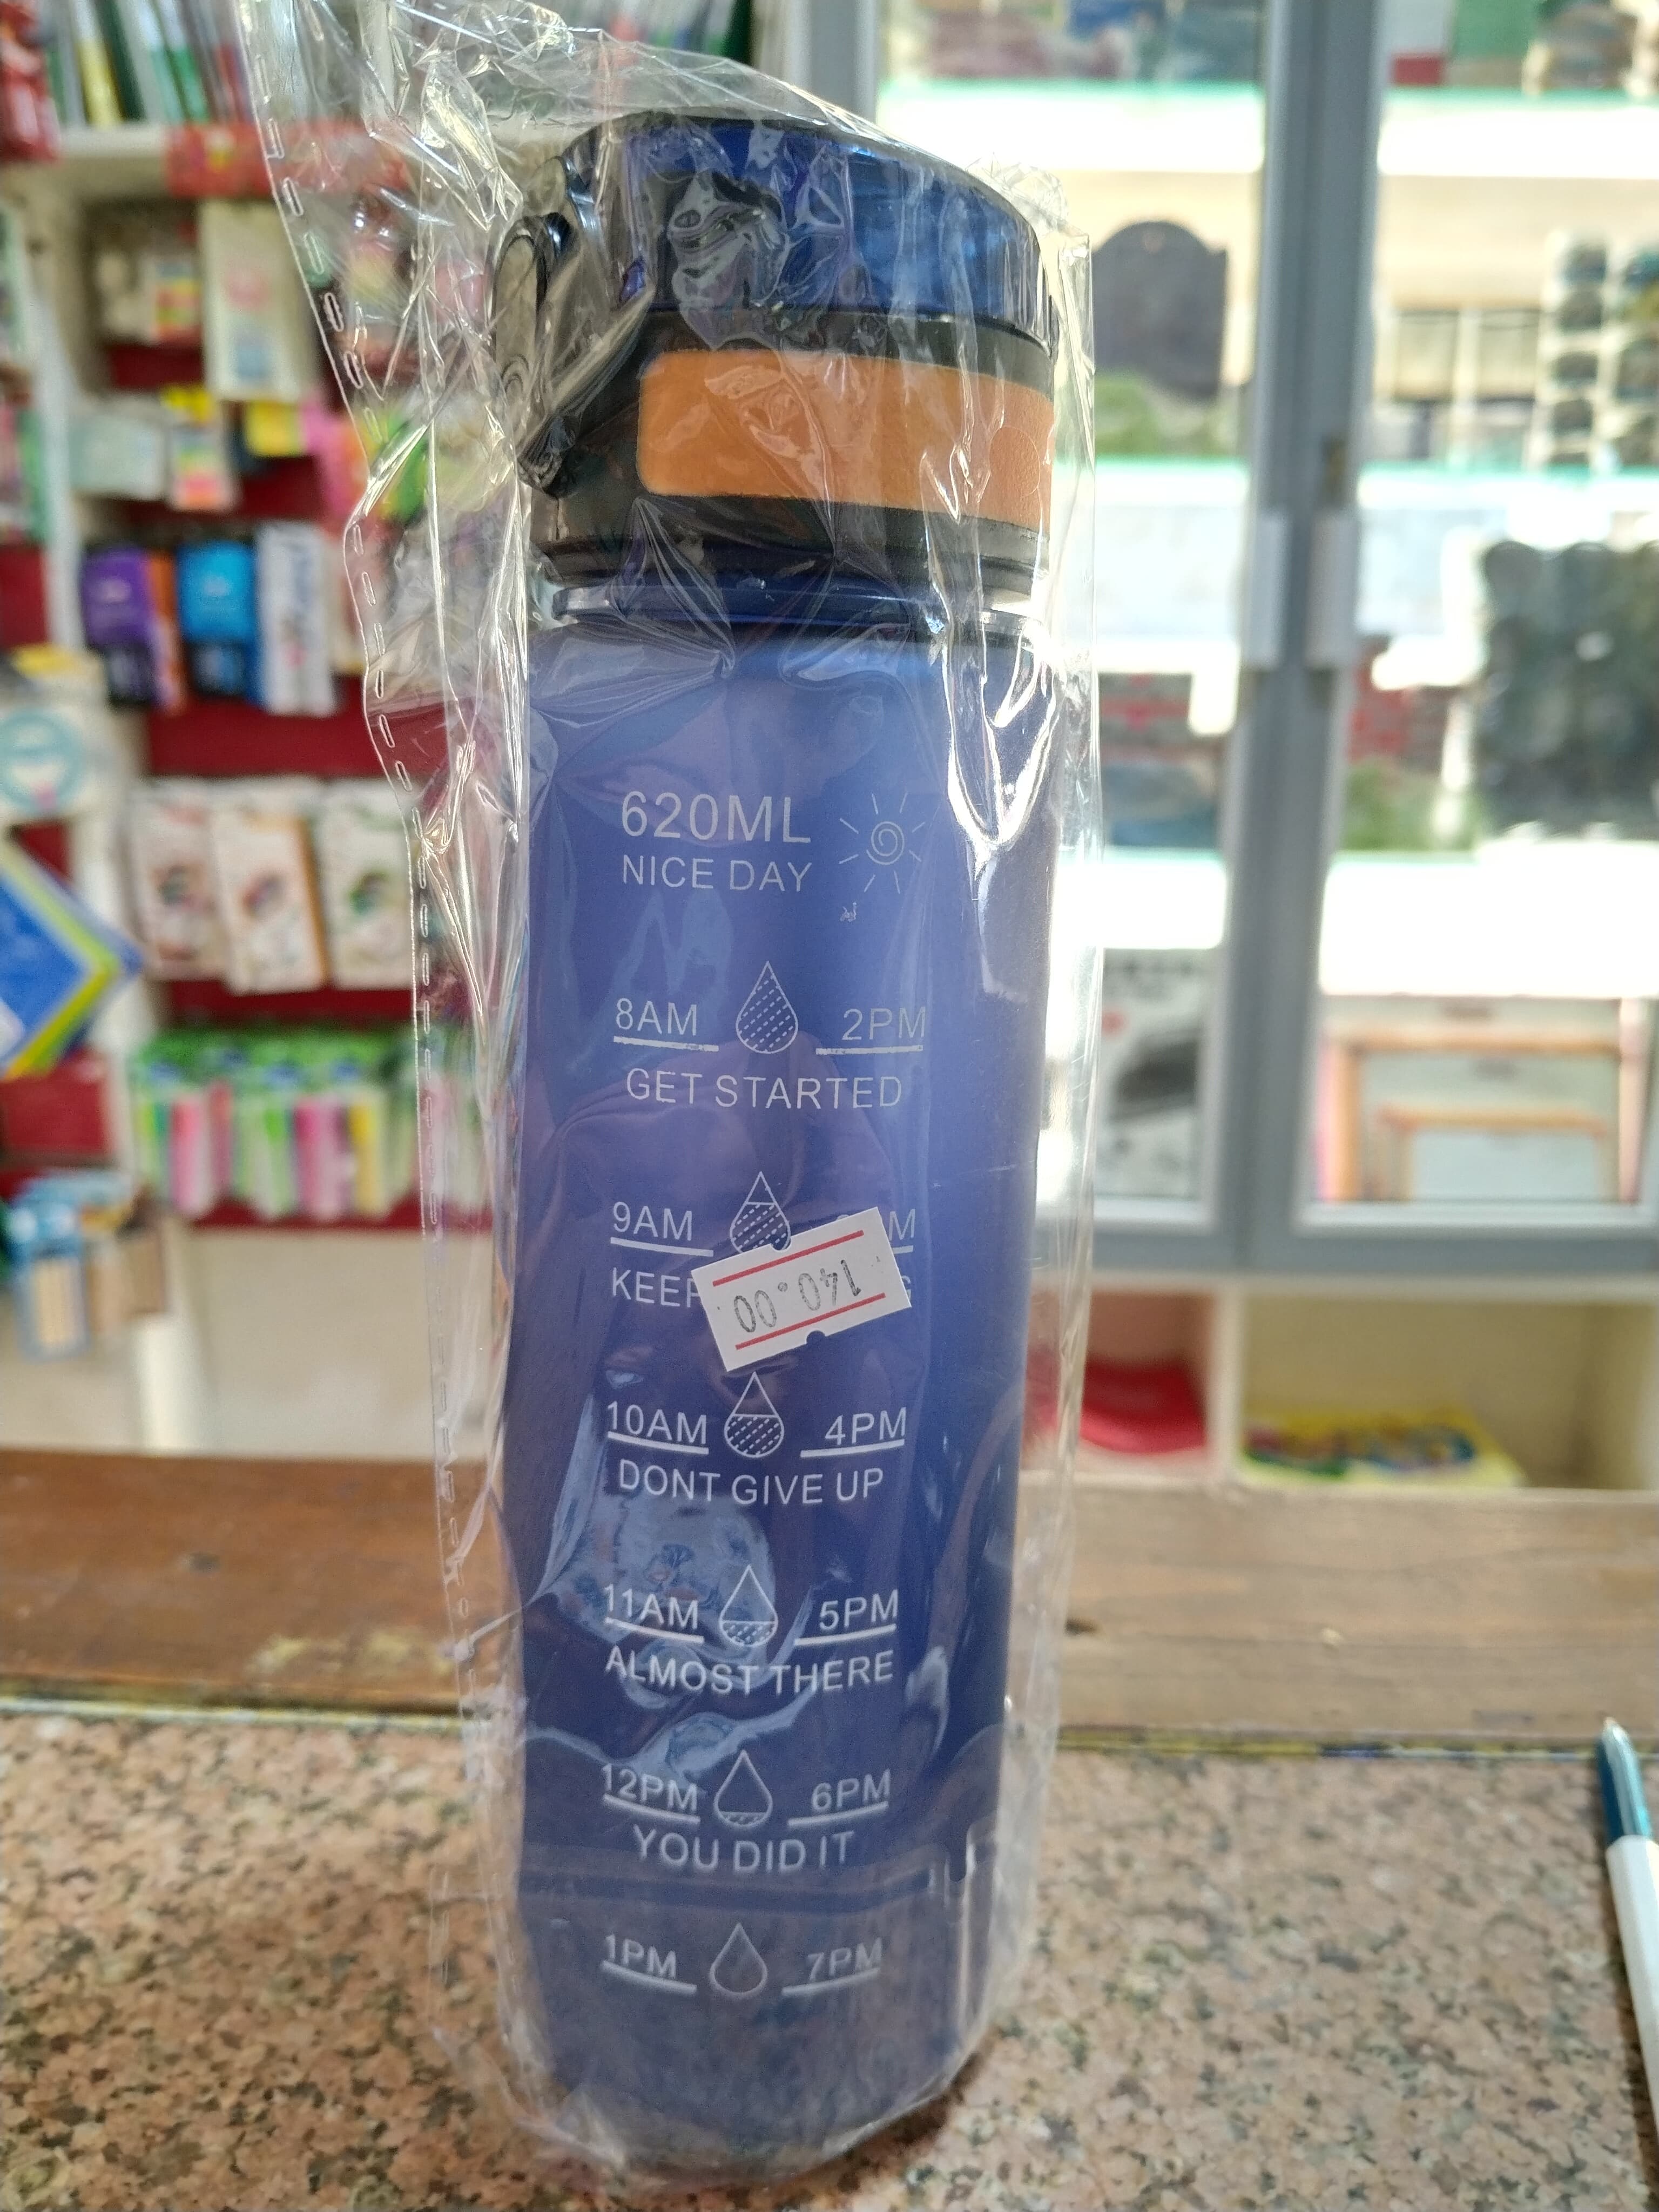 620ML
NICE DAY
8AM 2PM
GET STARTED
9AM
KEEP
140.00
10AM 4PM
DONT GIVE UP
11AM 5PM
ALMOST THERE
12PM 6PM
YOU DID IT
1PM 7PM